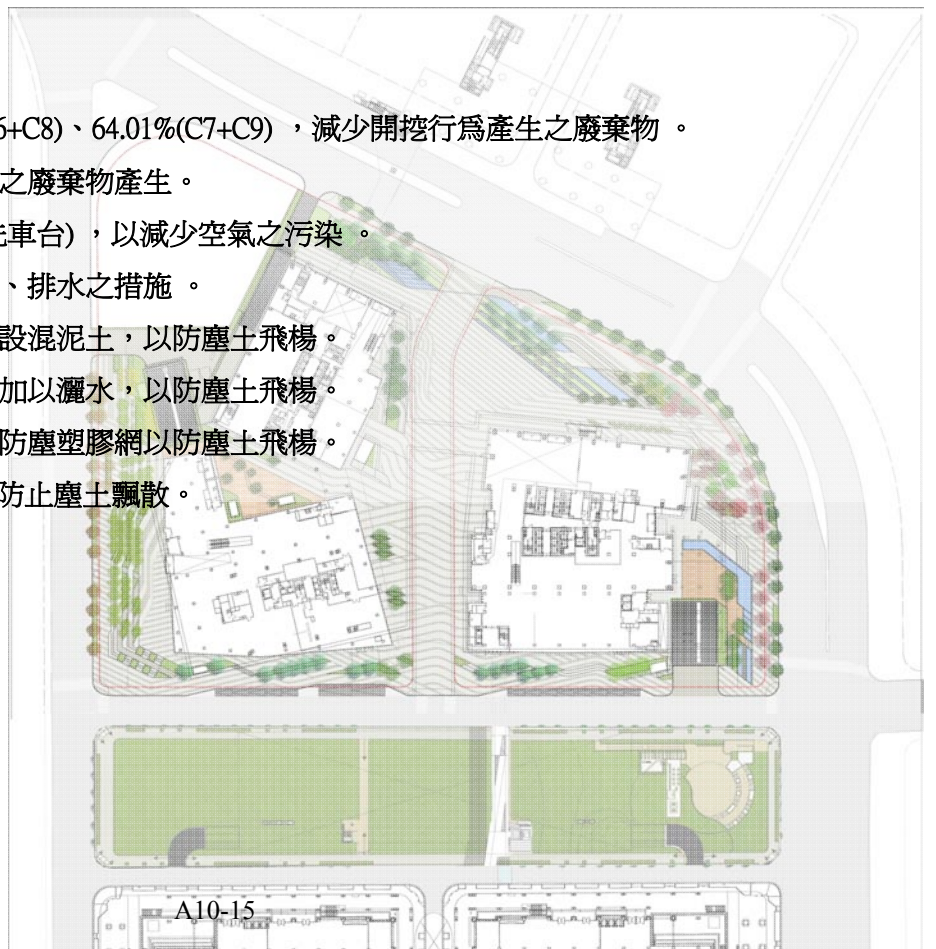 6+C8)、64.01%(C7+C9) ，減少開挖行爲產生之廢棄物 。
之廢棄物產生。
洗車台) ，以減少空氣之污染 。
、排水之措施 。
設混泥土，以防塵土飛楊。
加以灑水，以防塵土飛楊。
防塵塑膠網以防塵土飛楊
防止塵土飄散。
A10-15